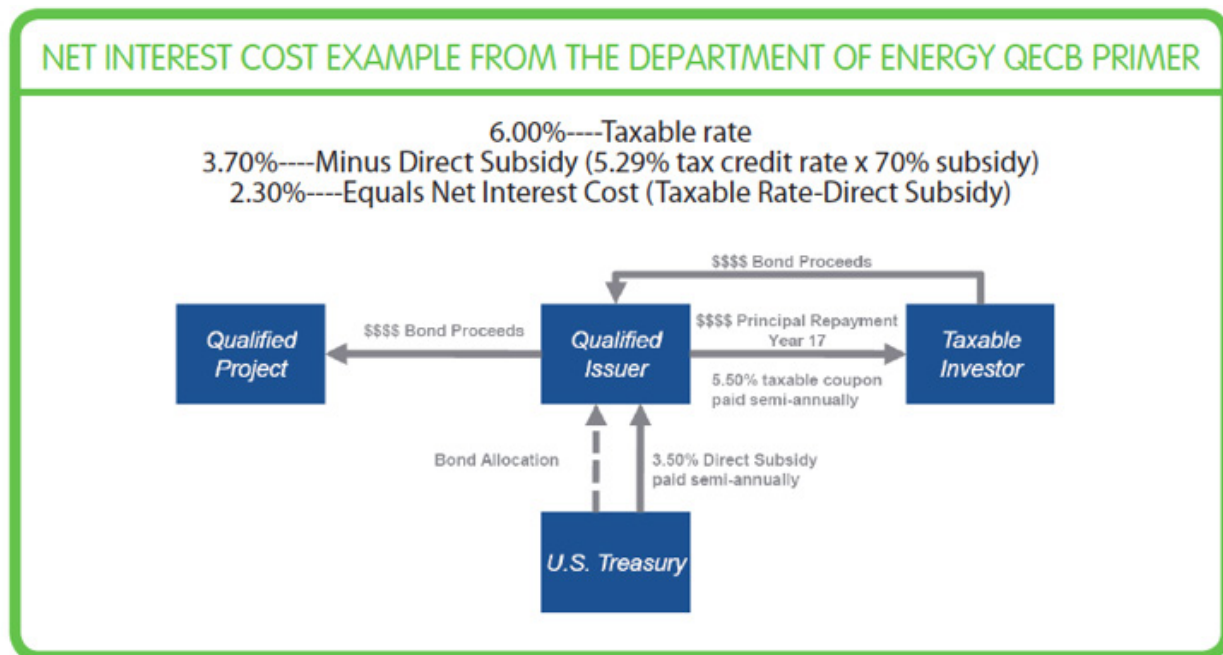 NET INTEREST COST EXAMPLE FROM THE DEPARTMENT OF ENERGY QECB PRIMER
6.00%----Taxable rate
3.70%----Minus Direct Subsidy (5.29% tax credit rate x 70% subsidy)
2.30%----Equals Net Interest Cost (Taxable Rate-Direct Subsidy)
$$$$ Bond Proceeds
Qualified
Project
$$$$ Bond Proceeds
Qualified
Issuer
$$$$ Principal Repayment
Year 17
5.50% taxable coupon
paid semi-annually
Taxable
Investor
Bond Allocation
3.50% Direct Subsidy
paid semi-annually
U.S. Treasury